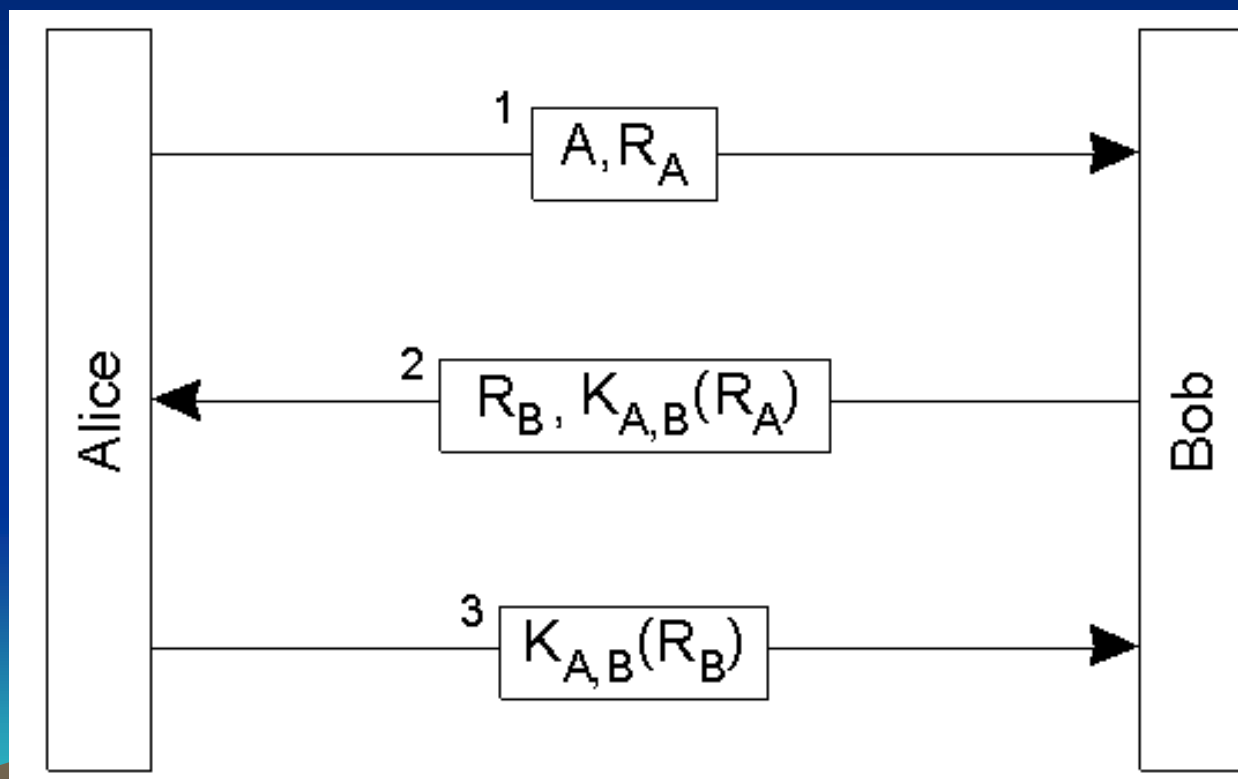 1
A, R_A
Alice
2
R_B, K_A,B(R_A)
Bob
3
K_A,B(R_B)